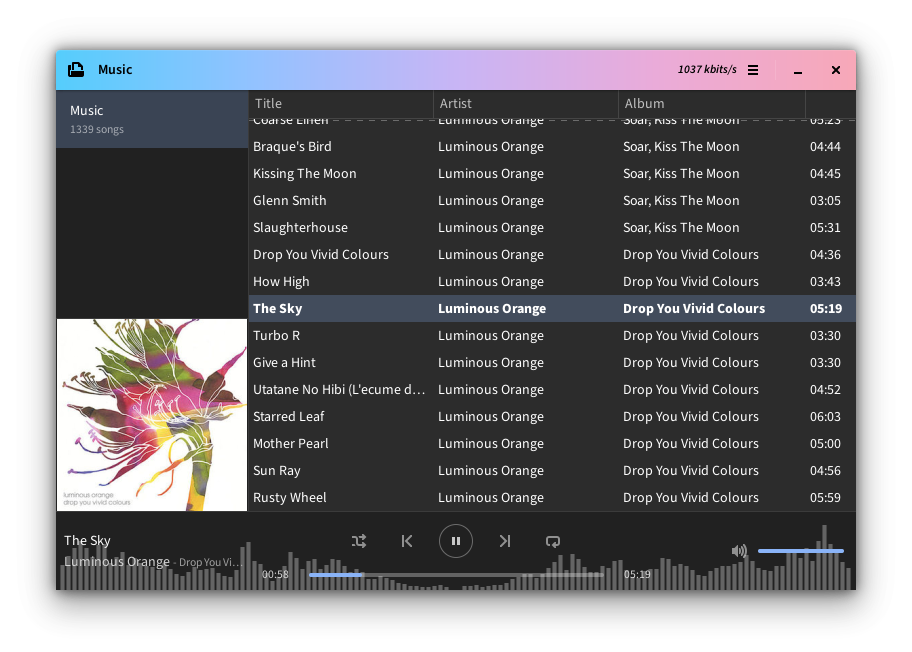 Music 1037 kbits/s
Music
1339 songs
Title Artist Album
Coarse Linen Luminous Orange Soar, Kiss The Moon 05:23
Braque's Bird Luminous Orange Soar, Kiss The Moon 04:44
Kissing The Moon Luminous Orange Soar, Kiss The Moon 04:45
Glenn Smith Luminous Orange Soar, Kiss The Moon 03:05
Slaughterhouse Luminous Orange Soar, Kiss The Moon 05:31
Drop You Vivid Colours Luminous Orange Drop You Vivid Colours 04:36
How High Luminous Orange Drop You Vivid Colours 03:43
The Sky Luminous Orange Drop You Vivid Colours 05:19
Turbo R Luminous Orange Drop You Vivid Colours 03:30
Give a Hint Luminous Orange Drop You Vivid Colours 03:30
Utatane No Hibi (L'ecume d… Luminous Orange Drop You Vivid Colours 04:52
Starred Leaf Luminous Orange Drop You Vivid Colours 06:03
Mother Pearl Luminous Orange Drop You Vivid Colours 05:00
Sun Ray Luminous Orange Drop You Vivid Colours 04:56
Rusty Wheel Luminous Orange Drop You Vivid Colours 05:59
luminous orange
drop you vivid colours
The Sky
Luminous Orange - Drop You Vi…
00:58 05:19